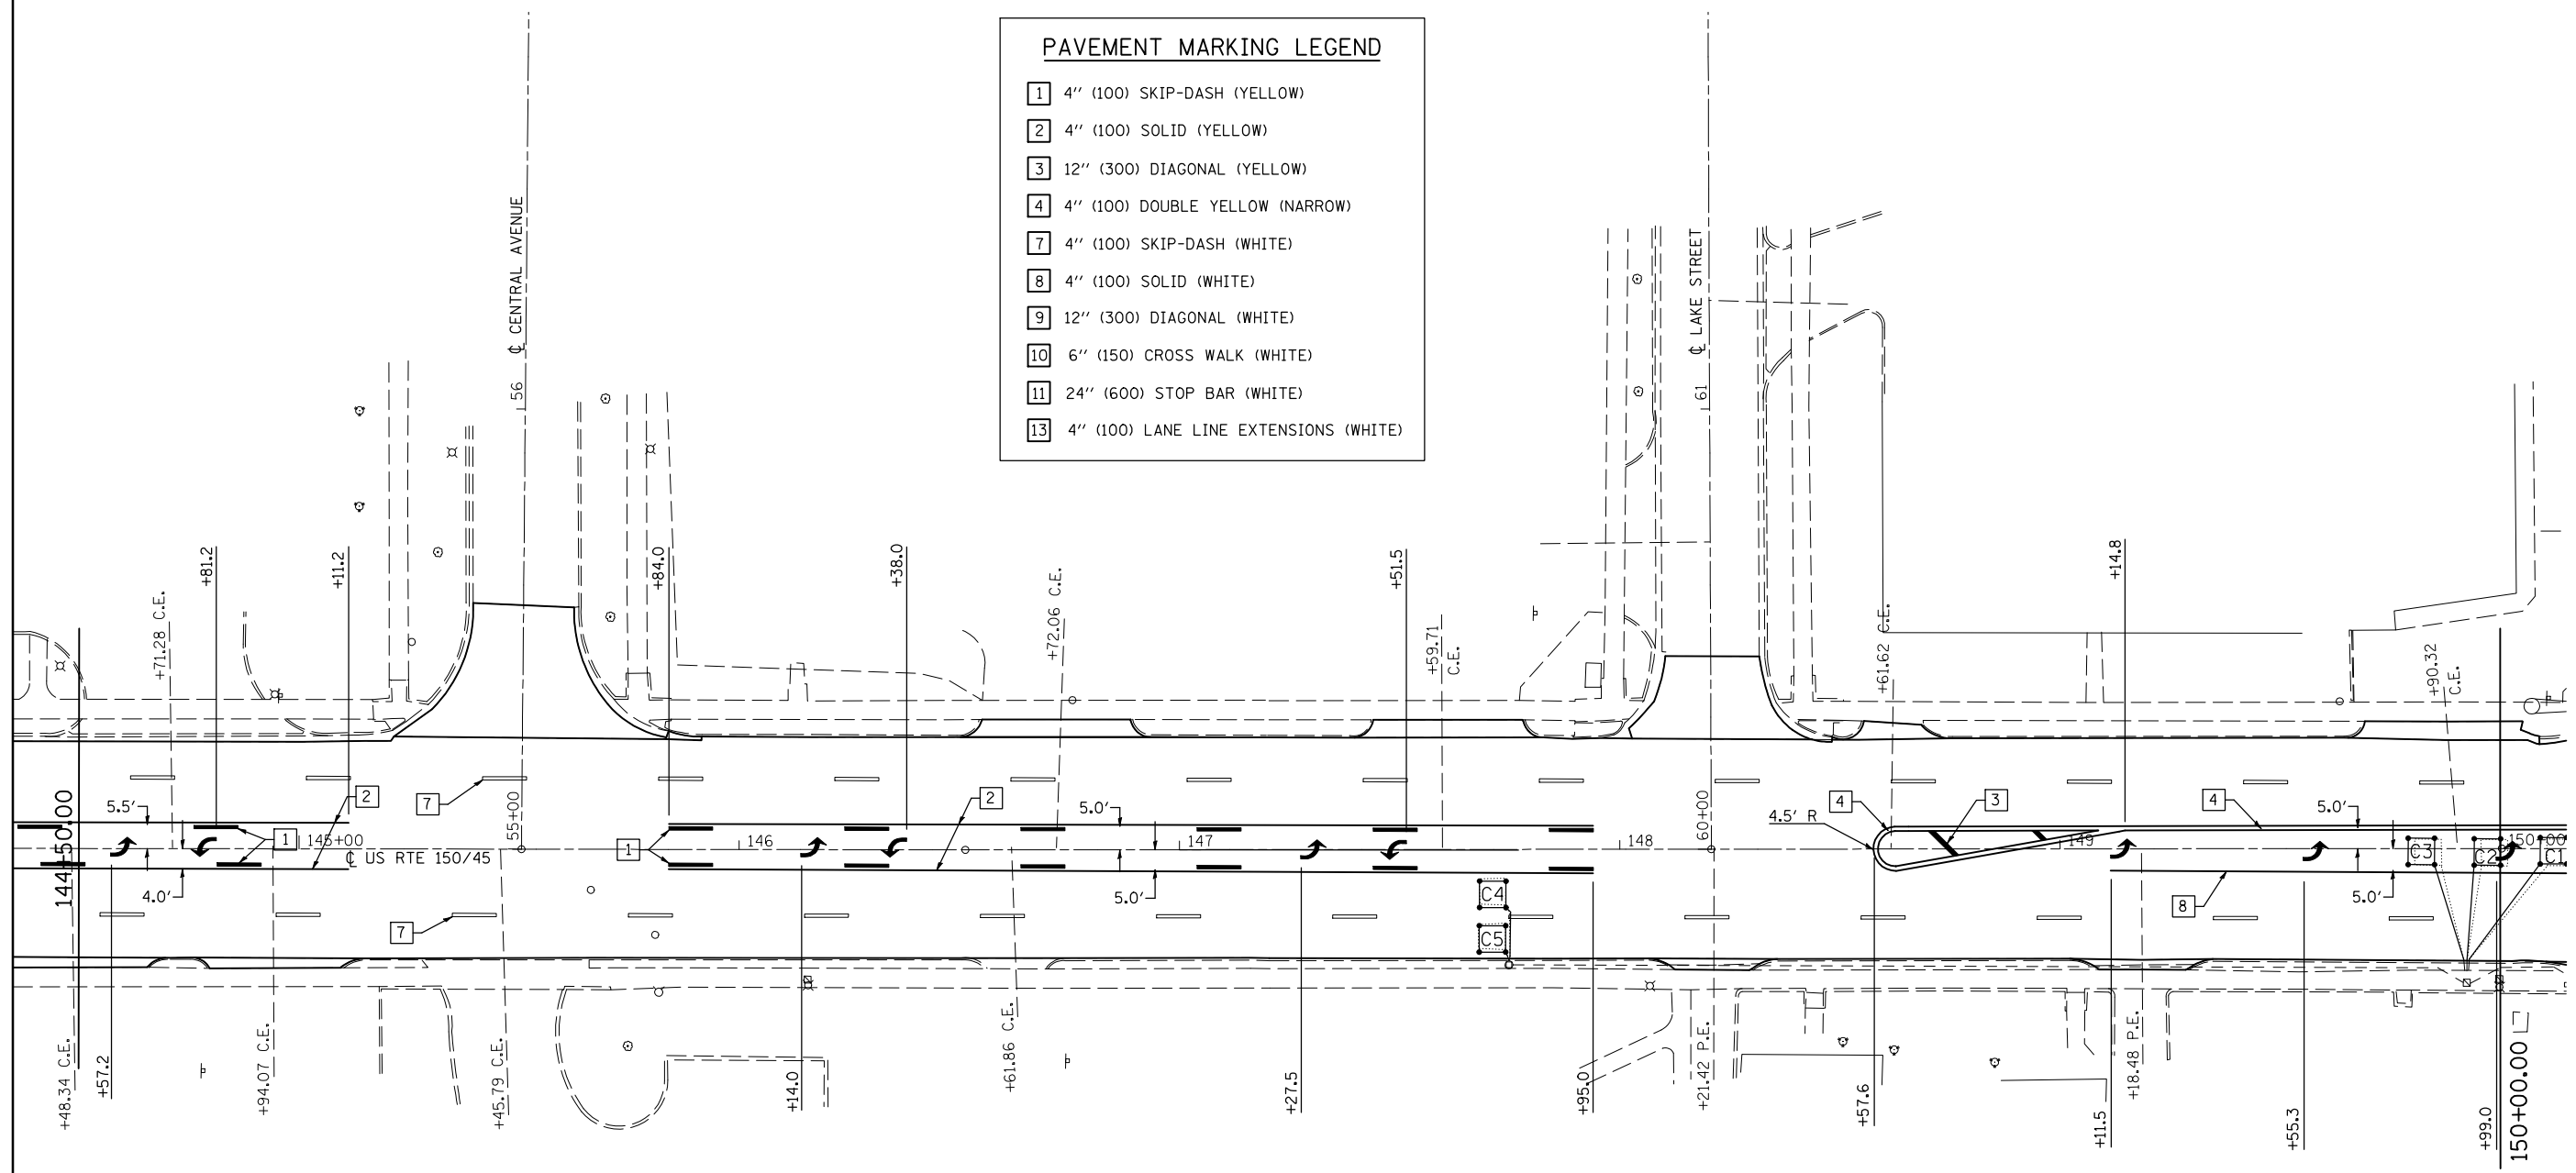 PAVEMENT MARKING LEGEND
1 4'' (100) SKIP-DASH (YELLOW)
2 4'' (100) SOLID (YELLOW)
3 12'' (300) DIAGONAL (YELLOW)
4 4'' (100) DOUBLE YELLOW (NARROW)
7 4'' (100) SKIP-DASH (WHITE)
8 4'' (100) SOLID (WHITE)
9 12'' (300) DIAGONAL (WHITE)
10 6'' (150) CROSS WALK (WHITE)
11 24'' (600) STOP BAR (WHITE)
13 4'' (100) LANE LINE EXTENSIONS (WHITE)
℄ CENTRAL AVENUE
56
℄ LAKE STREET
61
+71.28 C.E.
+81.2
+11.2
+84.0
+38.0
+72.06 C.E.
+51.5
+59.71
C.E.
+61.62 C.E.
+14.8
+90.32
C.E.
144+50.00
5.5'
4.0'
2
7
1
145+00
℄ US RTE 150/45
55+00
7
1
146
2
5.0'
5.0'
147
C4
C5
148
60+00
4.5' R
4
3
4
149
5.0'
5.0'
8
C3
C2
150+00
C1
+48.34 C.E.
+57.2
+94.07 C.E.
+45.79 C.E.
+14.0
+61.86 C.E.
+27.5
+95.0
+21.42 P.E.
+57.6
+11.5
+18.48 P.E.
+55.3
+99.0
150+00.00